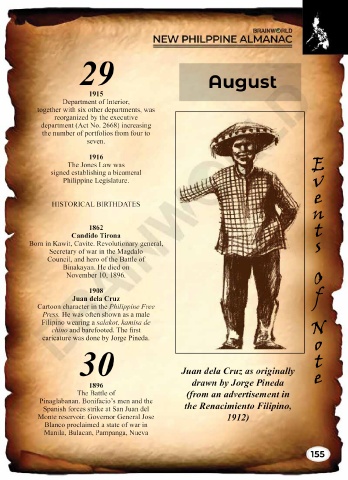 BRAINWORLD
NEW PHILPPINE ALMANAC
29
1915
Department of Interior,
together with six other departments, was
reorganized by the executive
department (Act No. 2668) increasing
the number of portfolios from four to
seven.
1916
The Jones Law was
signed establishing a bicameral
Philippine Legislature.
HISTORICAL BIRTHDATES
1862
Candido Tirona
Born in Kawit, Cavite. Revolutionary general,
Secretary of war in the Magdalo
Council, and hero of the Battle of
Binakayan. He died on
November 10, 1896.
1908
Juan dela Cruz
Cartoon character in the Philippine Free
Press. He was often shown as a male
Filipino wearing a salakot, kamisa de
chino and barefooted. The first
caricature was done by Jorge Pineda.
30
1896
The Battle of
Pinaglabanan. Bonifacio's men and the
Spanish forces strike at San Juan del
Monte reservoir. Governor General Jose
Blanco proclaimed a state of war in
Manila, Bulacan, Pampanga, Nueva
August
Events Of Note
Juan dela Cruz as originally
drawn by Jorge Pineda
(from an advertisement in
the Renacimiento Filipino,
1912)
155